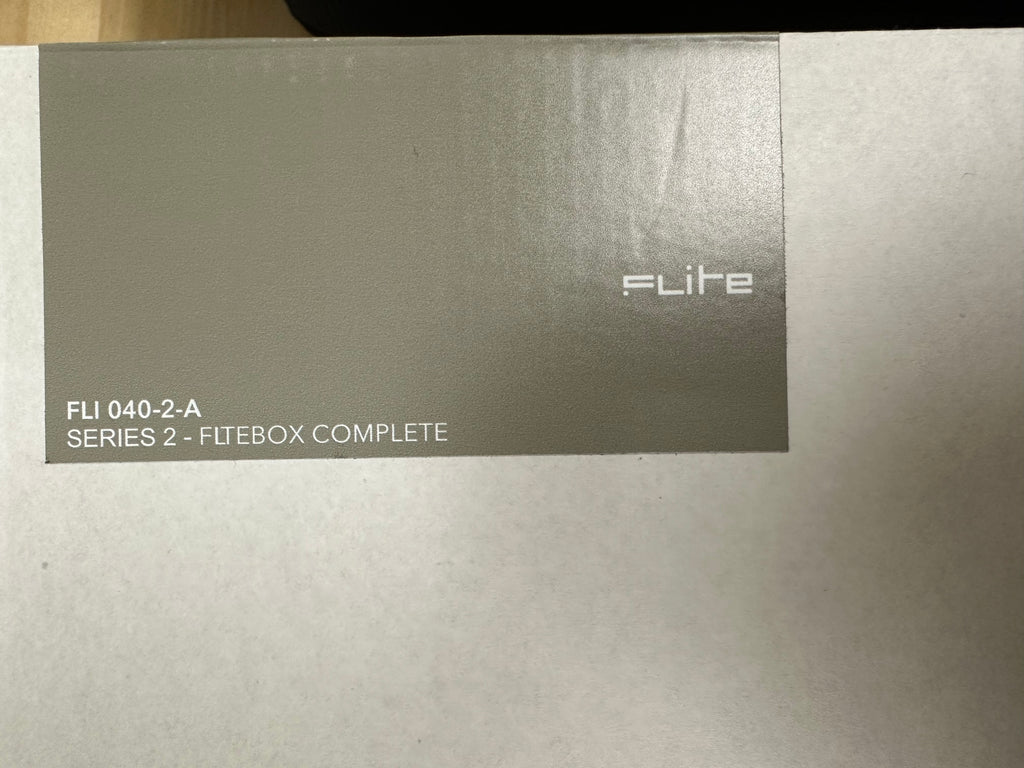 FLite
FLI 040-2-A
SERIES 2 - FLTEBOX COMPLETE